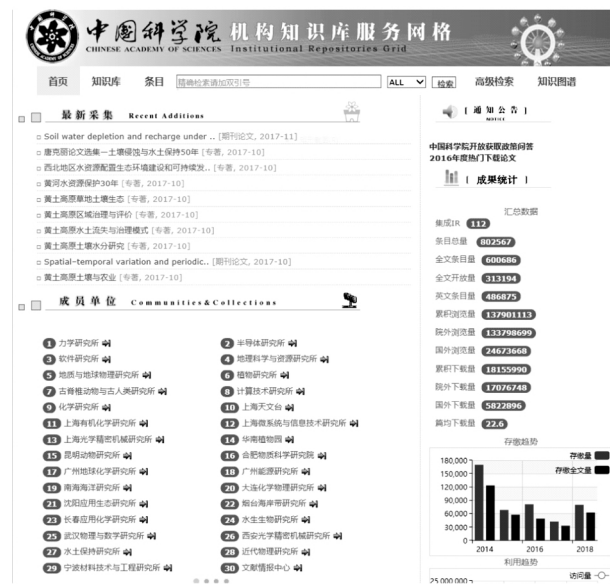 中国科学院 机构知识库服务网格
CHINESE ACADEMY OF SCIENCES Institutional Repositories Grid
首页 知识库 条目 精确检索请加双引号 ALL 检索 高级检索 知识图谱
最新采集 Recent Additions
Soil water depletion and recharge under .. [期刊论文, 2017-11]
唐克丽论文选集—土壤侵蚀与水土保持50年 [专著, 2017-10]
西北地区水资源配置生态环境建设和可持续发.. [专著, 2017-10]
黄河水资源保护30年 [专著, 2017-10]
黄土高原草地土壤生态 [专著, 2017-10]
黄土高原区域治理与评价 [专著, 2017-10]
黄土高原水土流失与治理模式 [专著, 2017-10]
黄土高原土壤水分研究 [专著, 2017-10]
Spatial-temporal variation and periodic.. [期刊论文, 2017-10]
黄土高原土壤与农业 [专著, 2017-10]
成员单位 Communities&Collections
1 力学研究所
2 半导体研究所
3 软件研究所
4 地理科学与资源研究所
5 地质与地球物理研究所
6 植物研究所
7 古脊椎动物与古人类研究所
8 计算技术研究所
9 化学研究所
10 上海天文台
11 上海有机化学研究所
12 上海微系统与信息技术研究所
13 上海光学精密机械研究所
14 华南植物园
15 昆明动物研究所
16 合肥物质科学研究院
17 广州地球化学研究所
18 广州能源研究所
19 南海海洋研究所
20 大连化学物理研究所
21 沈阳应用生态研究所
22 烟台海岸带研究所
23 长春应用化学研究所
24 水生生物研究所
25 武汉物理与数学研究所
26 西安光学精密机械研究所
27 水土保持研究所
28 近代物理研究所
29 宁波材料技术与工程研究所
30 文献情报中心
[ 通知公告 ]
NOTICE
中国科学院开放获取政策问答
2016年度热门下载论文
| 成果统计 |
汇总数据
集成IR 112
条目总量 802567
全文条目量 600686
全文开放量 313194
英文条目量 486875
累积浏览量 137901113
院外浏览量 133798699
国外浏览量 24673668
累积下载量 18155990
院外下载量 17076748
国外下载量 5822896
篇均下载量 22.6
存缴趋势
存缴量
存缴全文量
180,000
150,000
120,000
90,000
60,000
30,000
0
2014 2016 2018
利用趋势
访问量
25,000,000